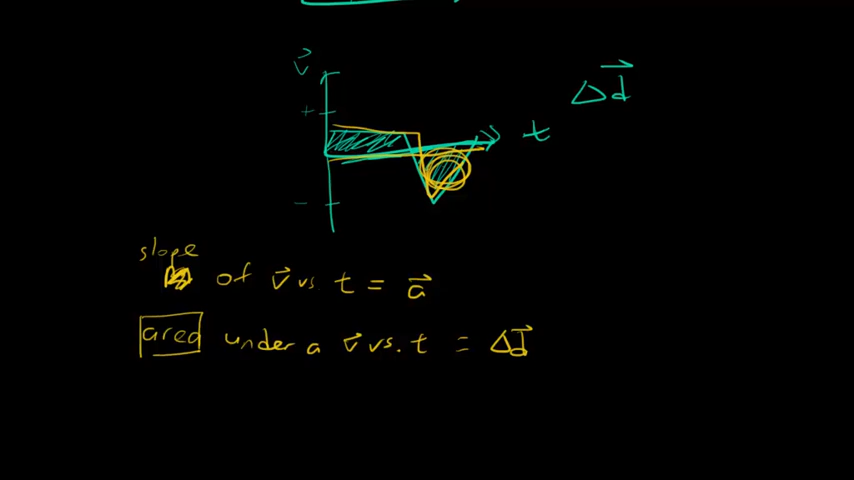 v⃗
+
t
Δd⃗
-
slope
of v⃗ vs t = a⃗
area under a v⃗ vs. t = Δd⃗